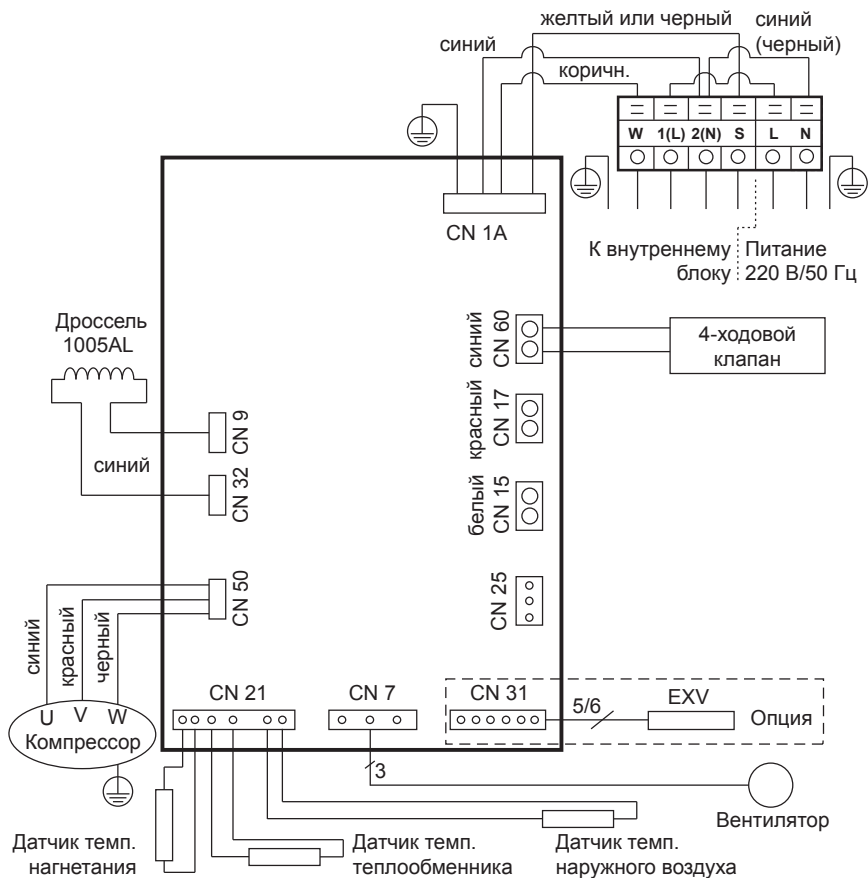 желтый или черный
синий
(черный)
синий
коричн.
W 1(L) 2(N) S L N
CN 1A
К внутреннему
блоку
Питание
220 В/50 Гц
Дроссель
1005AL
синий
CN 60
4-ходовой
клапан
красный
CN 17
CN 9
синий
CN 32
белый
CN 15
CN 50
CN 25
синий
красный
черный
U V W
Компрессор
CN 21
CN 7
CN 31
5/6
EXV
Опция
3
Вентилятор
Датчик темп.
нагнетания
Датчик темп.
теплообменника
Датчик темп.
наружного воздуха